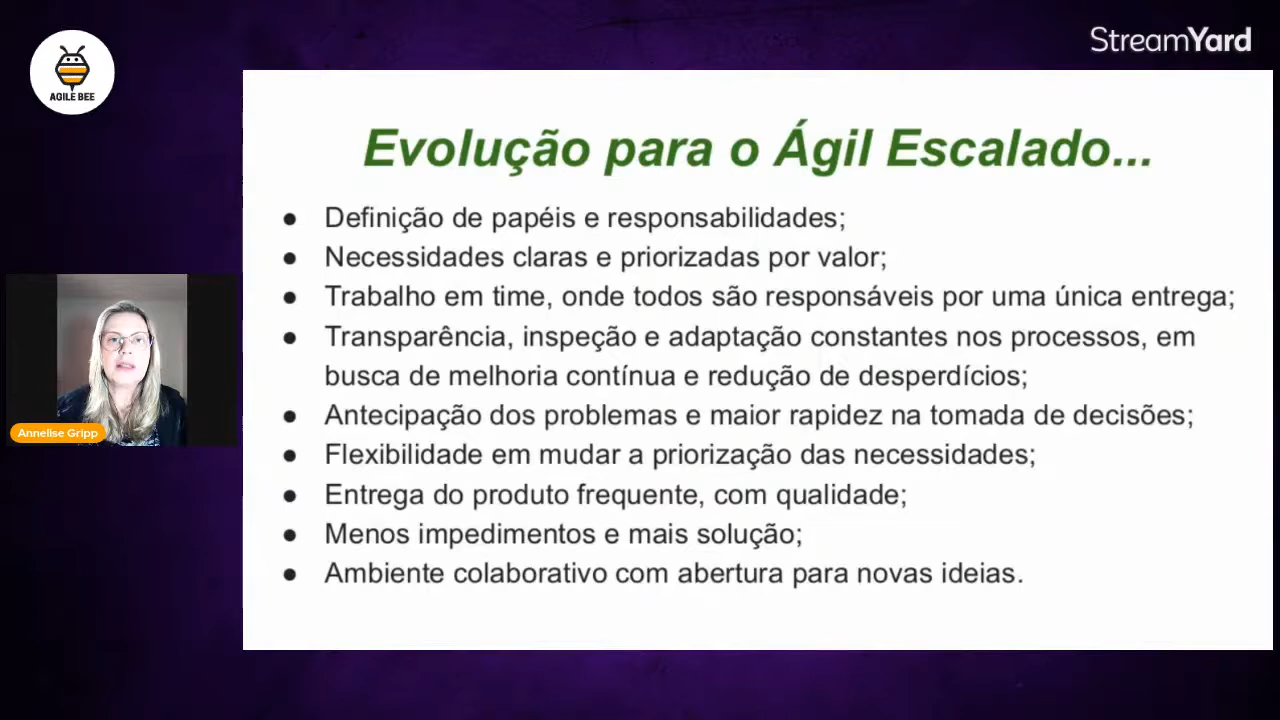 AGILE BEE
StreamYard
Evolução para o Ágil Escalado...
● Definição de papéis e responsabilidades;
● Necessidades claras e priorizadas por valor;
● Trabalho em time, onde todos são responsáveis por uma única entrega;
● Transparência, inspeção e adaptação constantes nos processos, em
busca de melhoria contínua e redução de desperdícios;
● Antecipação dos problemas e maior rapidez na tomada de decisões;
● Flexibilidade em mudar a priorização das necessidades;
● Entrega do produto frequente, com qualidade;
● Menos impedimentos e mais solução;
● Ambiente colaborativo com abertura para novas ideias.
Annelise Gripp